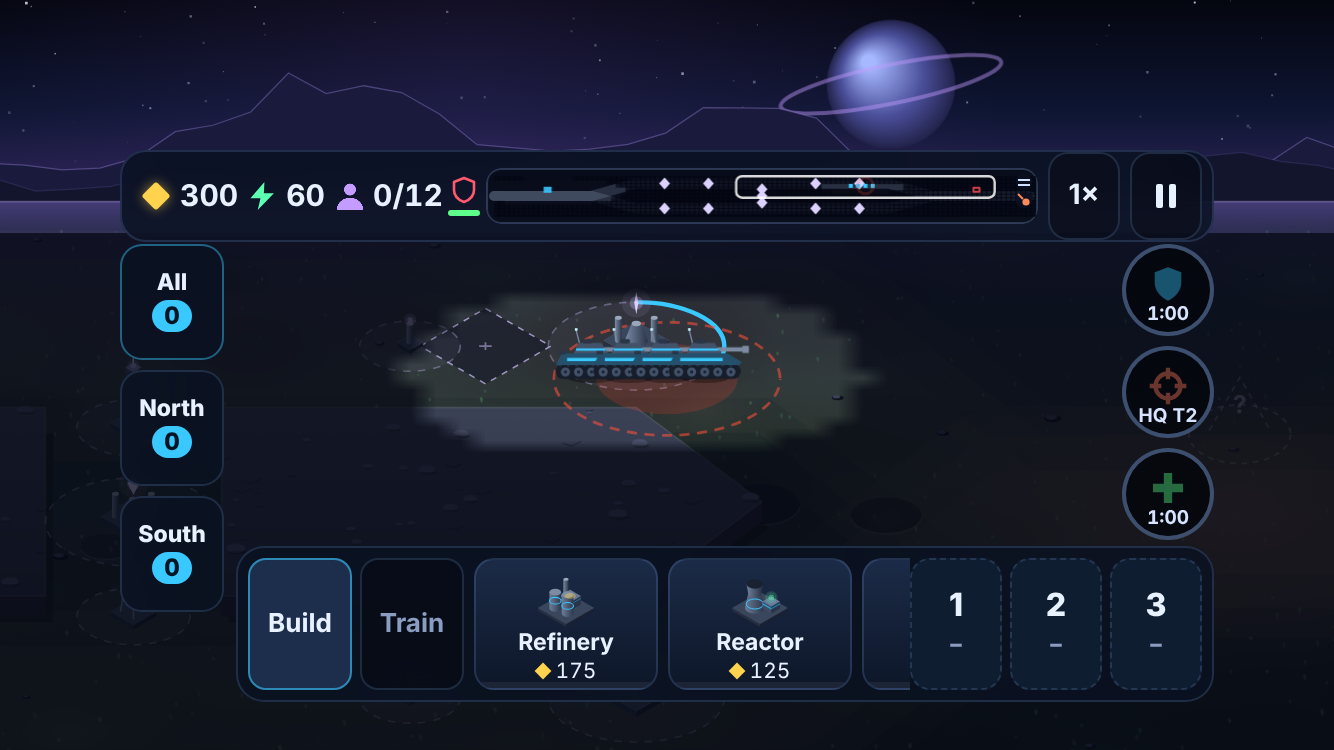 300 60 0/12 1×
All
0
North
0
South
0
1:00
HQ T2
?
1:00
Build
Train
Refinery
175
Reactor
125
1
–
2
–
3
–